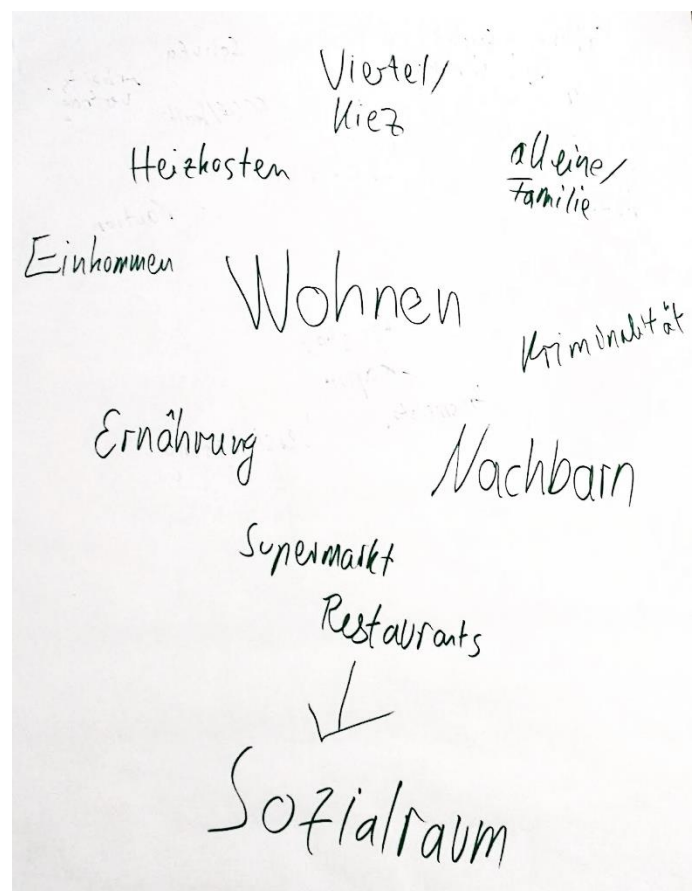 Viertel/
Kiez
Heizkosten
alleine/
Familie
Einkommen
Wohnen
Kriminalität
Ernährung
Nachbarn
Supermarkt
Restaurants
Sozialraum